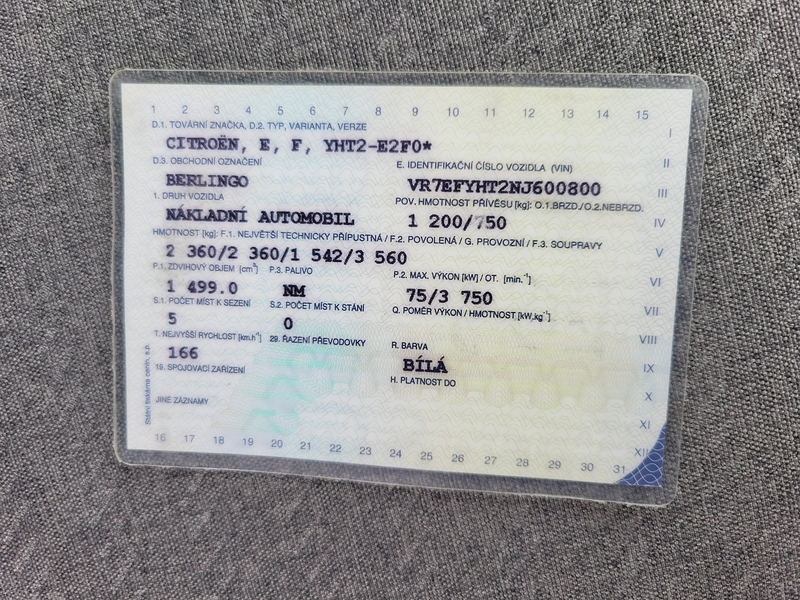 1 2 3 4 5 6 7 8 9 10 11 12 13 14 15
I
D.1. TOVÁRNÍ ZNAČKA, D.2. TYP, VARIANTA, VERZE
CITROËN, E, F, YHT2-E2F0*
II
D.3. OBCHODNÍ OZNAČENÍ
E. IDENTIFIKAČNÍ ČÍSLO VOZIDLA (VIN)
BERLINGO
VR7EFYHT2NJ600800
III
1. DRUH VOZIDLA
POV. HMOTNOST PŘÍVĚSU [kg]: O.1.BRZD./O.2.NEBRZD.
NÁKLADNÍ AUTOMOBIL
1 200/750
IV
HMOTNOST [kg]: F.1. NEJVĚTŠÍ TECHNICKY PŘÍPUSTNÁ / F.2. POVOLENÁ / G. PROVOZNÍ / F.3. SOUPRAVY
2 360/2 360/1 542/3 560
V
P.1. ZDVIHOVÝ OBJEM [cm³]
P.3. PALIVO
P.2. MAX. VÝKON [kW] / OT. [min.⁻¹]
VI
1 499.0
NM
75/3 750
S.1. POČET MÍST K SEZENÍ
S.2. POČET MÍST K STÁNÍ
Q. POMĚR VÝKON / HMOTNOST [kW.kg⁻¹]
VII
5
0
T. NEJVYŠŠÍ RYCHLOST [km.h⁻¹]
29. ŘAZENÍ PŘEVODOVKY
R. BARVA
VIII
166
BÍLÁ
IX
19. SPOJOVACÍ ZAŘÍZENÍ
H. PLATNOST DO
X
JINÉ ZÁZNAMY
Státní tiskárna cenin, s.p.
XI
XII
16 17 18 19 20 21 22 23 24 25 26 27 28 29 30 31